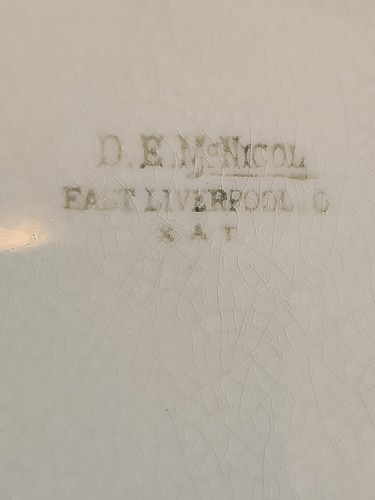 D. E. McNICOL
EAST LIVERPOOL O